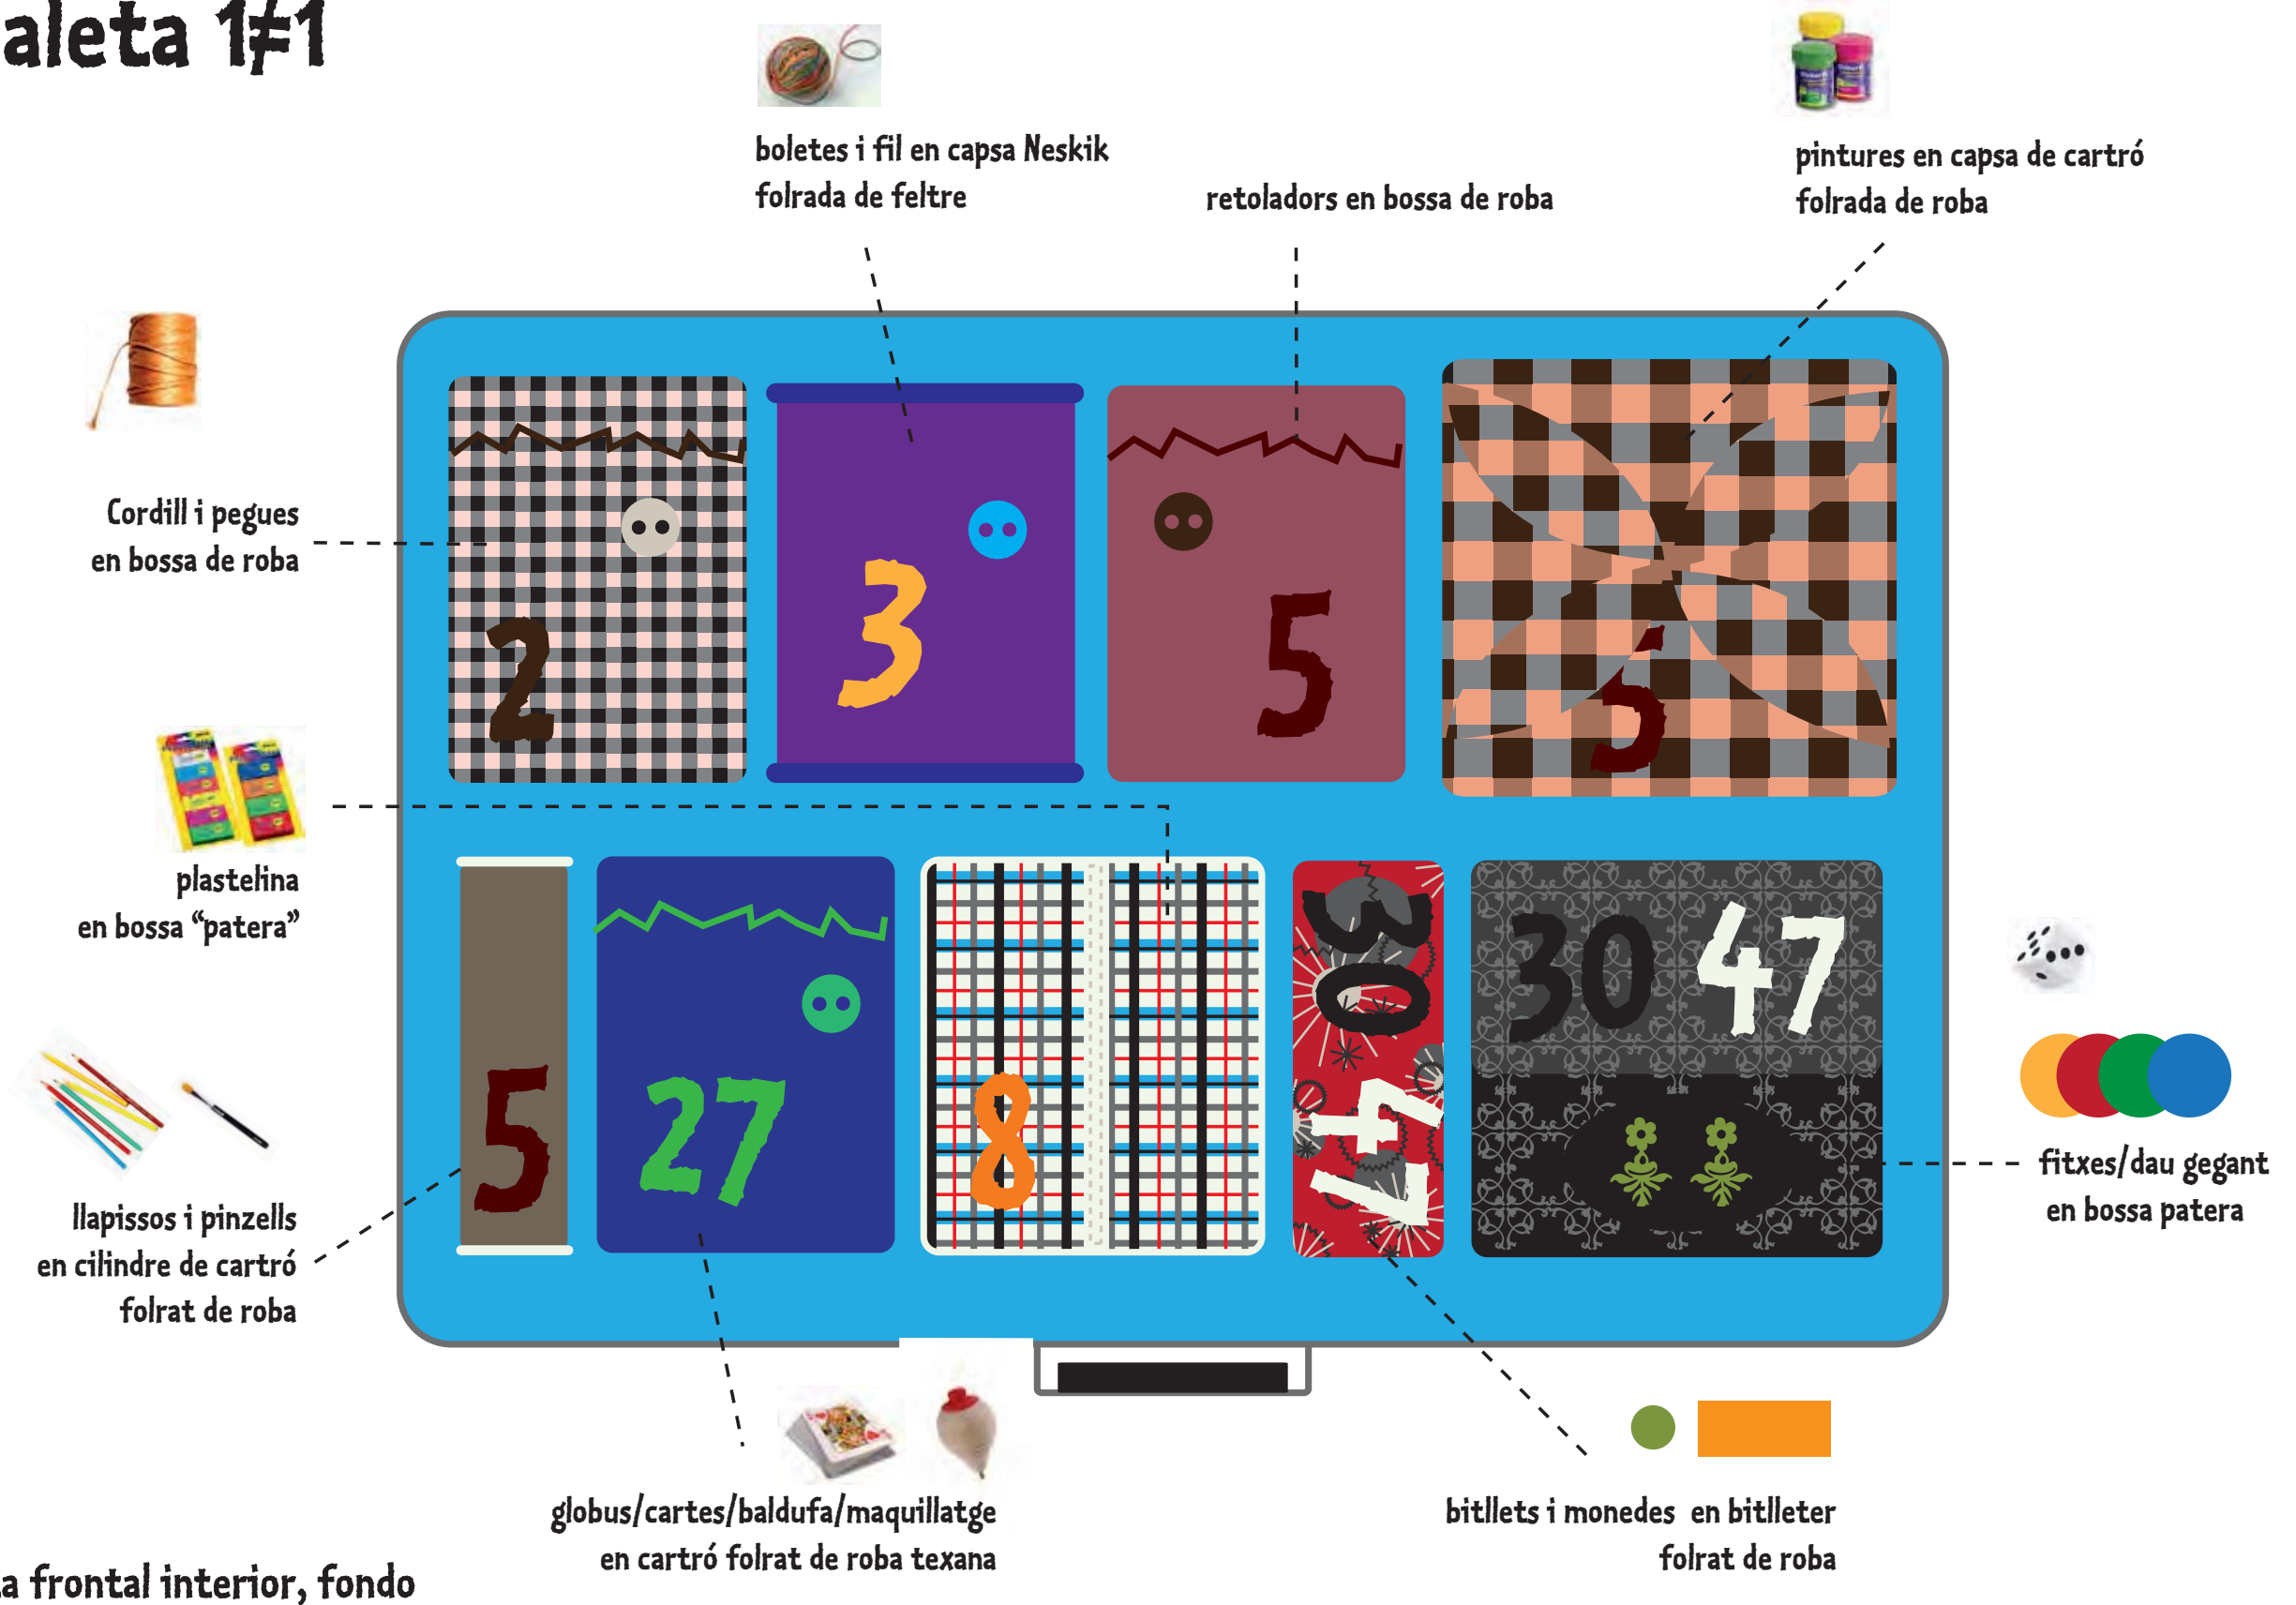 aleta 1≠1
boletes i fil en capsa Neskik
folrada de feltre
retoladors en bossa de roba
pintures en capsa de cartró
folrada de roba
Cordill i pegues
en bossa de roba
2
3
5
5
plastelina
en bossa “patera”
5
27
8
30
47
30 47
llapissos i pinzells
en cilindre de cartró
folrat de roba
fitxes/dau gegant
en bossa patera
globus/cartes/baldufa/maquillatge
en cartró folrat de roba texana
bitllets i monedes en bitlleter
folrat de roba
a frontal interior, fondo